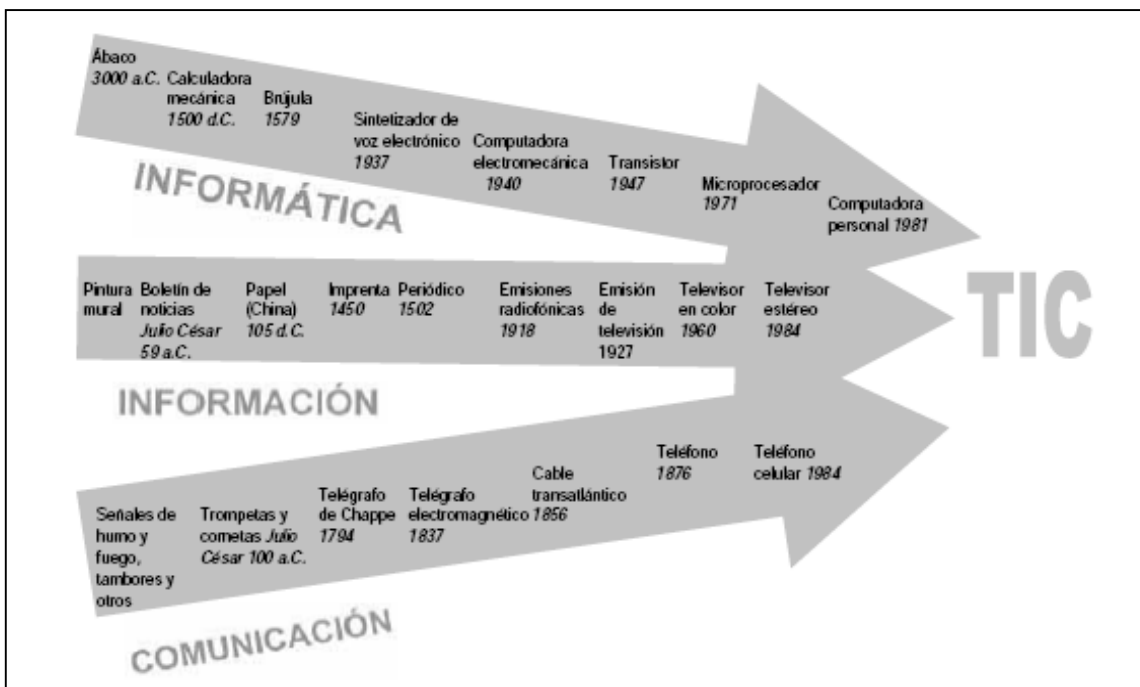 Ábaco
3000 a.C.
Calculadora
mecánica
1500 d.C.
Brújula
1579
Sintetizador de
voz electrónico
1937
Computadora
electromecánica
1940
Transistor
1947
Microprocesador
1971
Computadora
personal 1981
INFORMÁTICA
Pintura
mural
Boletín de
noticias
Julio César
59 a.C.
Papel
(China)
105 d.C.
Imprenta
1450
Periódico
1502
Emisiones
radiofónicas
1918
Emisión
de
televisión
1927
Televisor
en color
1960
Televisor
estéreo
1984
TIC
INFORMACIÓN
Señales de
humo y
fuego,
tambores y
otros
Trompetas y
cornetas Julio
César 100 a.C.
Telégrafo
de Chappe
1794
Telégrafo
electromagnético
1837
Cable
transatlántico
1856
Teléfono
1876
Teléfono
celular 1984
COMUNICACIÓN